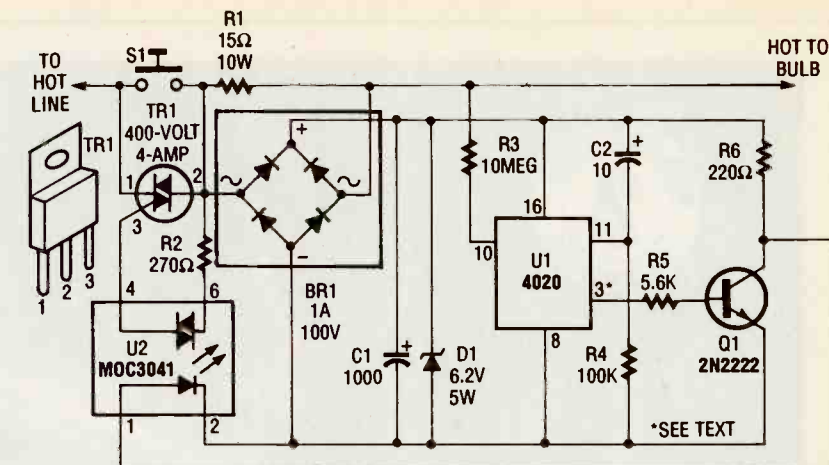 R1
15Ω
10W
TO
HOT
LINE
S1
HOT TO
BULB
TR1
400-VOLT
4-AMP
TR1
1
2
3
1
2
3
R2
270Ω
4
6
U2
MOC3041
1
2
~
+
~
−
BR1
1A
100V
C1
1000
+
D1
6.2V
5W
R3
10MEG
C2
10
+
R6
220Ω
16
10
11
U1
4020
3*
8
R5
5.6K
R4
100K
Q1
2N2222
*SEE TEXT